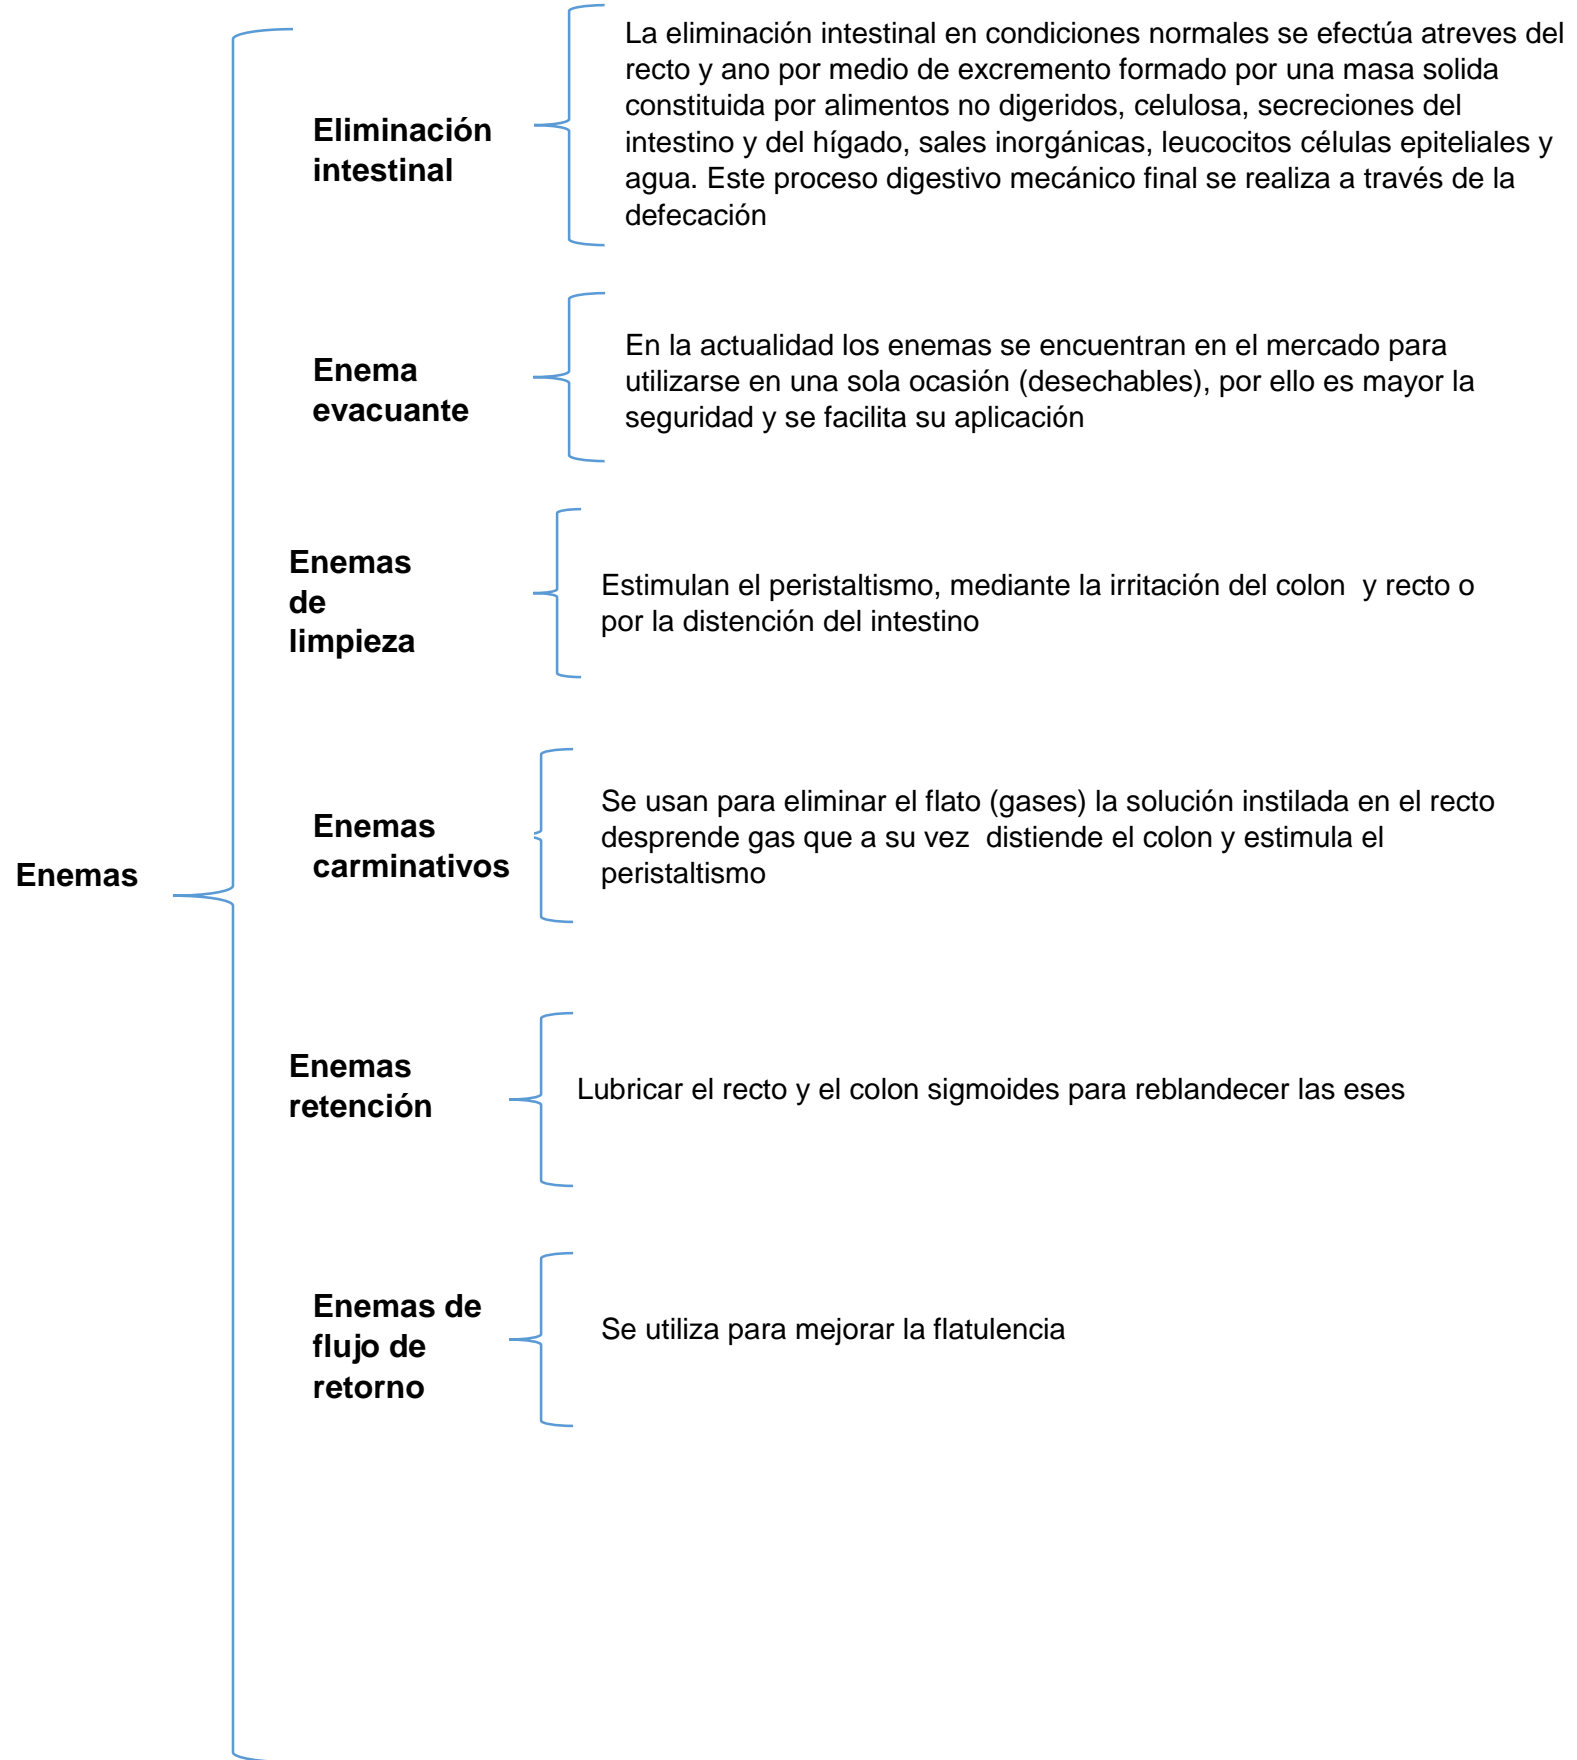 Enemas
Eliminación
intestinal
La eliminación intestinal en condiciones normales se efectúa atreves del
recto y ano por medio de excremento formado por una masa solida
constituida por alimentos no digeridos, celulosa, secreciones del
intestino y del hígado, sales inorgánicas, leucocitos células epiteliales y
agua. Este proceso digestivo mecánico final se realiza a través de la
defecación
Enema
evacuante
En la actualidad los enemas se encuentran en el mercado para
utilizarse en una sola ocasión (desechables), por ello es mayor la
seguridad y se facilita su aplicación
Enemas
de
limpieza
Estimulan el peristaltismo, mediante la irritación del colon  y recto o
por la distención del intestino
Enemas
carminativos
Se usan para eliminar el flato (gases) la solución instilada en el recto
desprende gas que a su vez  distiende el colon y estimula el
peristaltismo
Enemas
retención
Lubricar el recto y el colon sigmoides para reblandecer las eses
Enemas de
flujo de
retorno
Se utiliza para mejorar la flatulencia